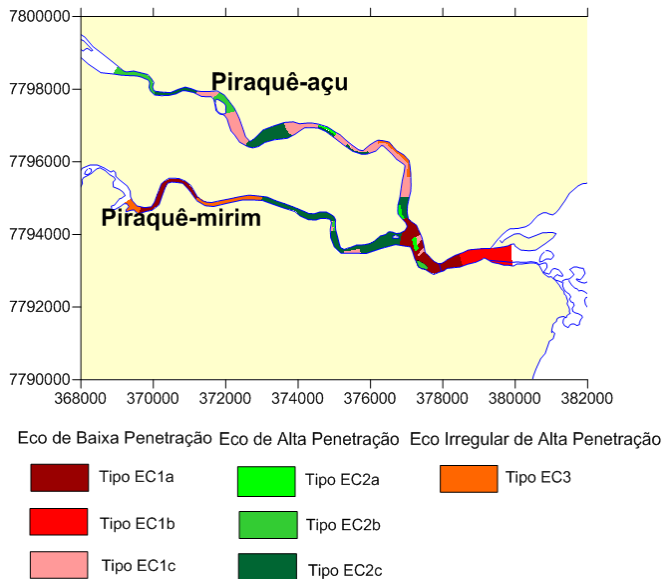 7800000
7798000
Piraquê-açu
7796000
Piraquê-mirim
7794000
7792000
7790000
368000 370000 372000 374000 376000 378000 380000 382000
Eco de Baixa Penetração Eco de Alta Penetração Eco Irregular de Alta Penetração
Tipo EC1a Tipo EC2a Tipo EC3
Tipo EC1b Tipo EC2b
Tipo EC1c Tipo EC2c